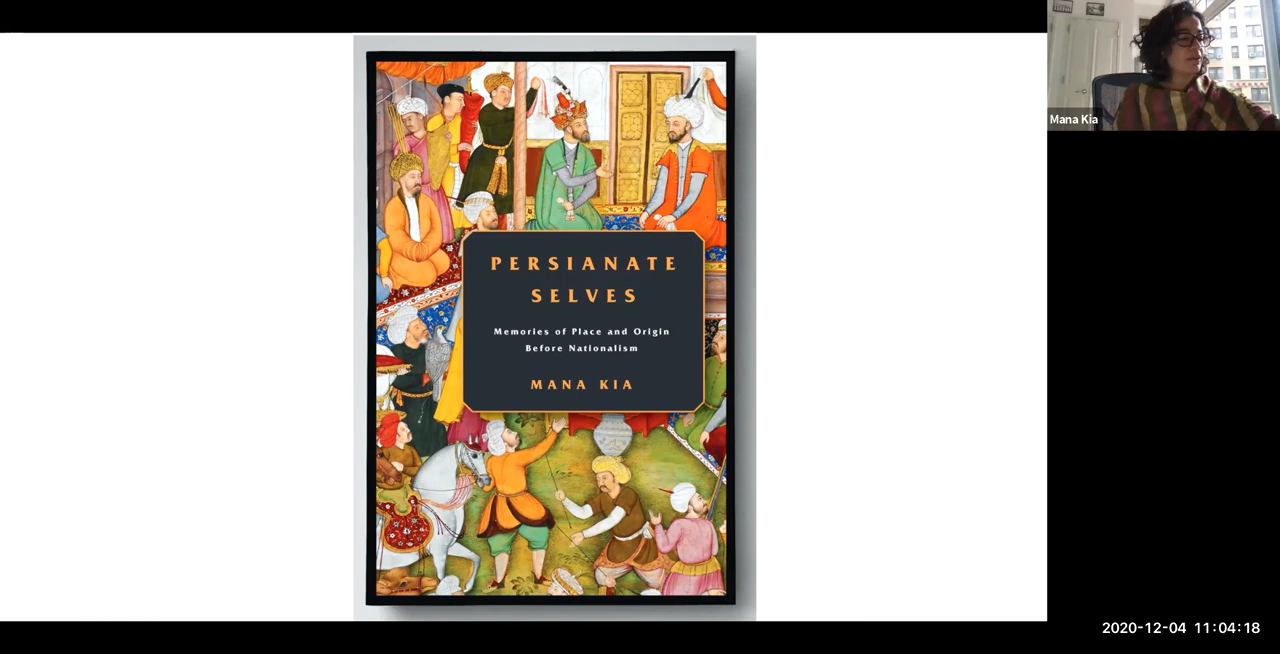 PERSIANATE
SELVES
Memories of Place and Origin
Before Nationalism
MANA KIA
Mana Kia
2020-12-04 11:04:18